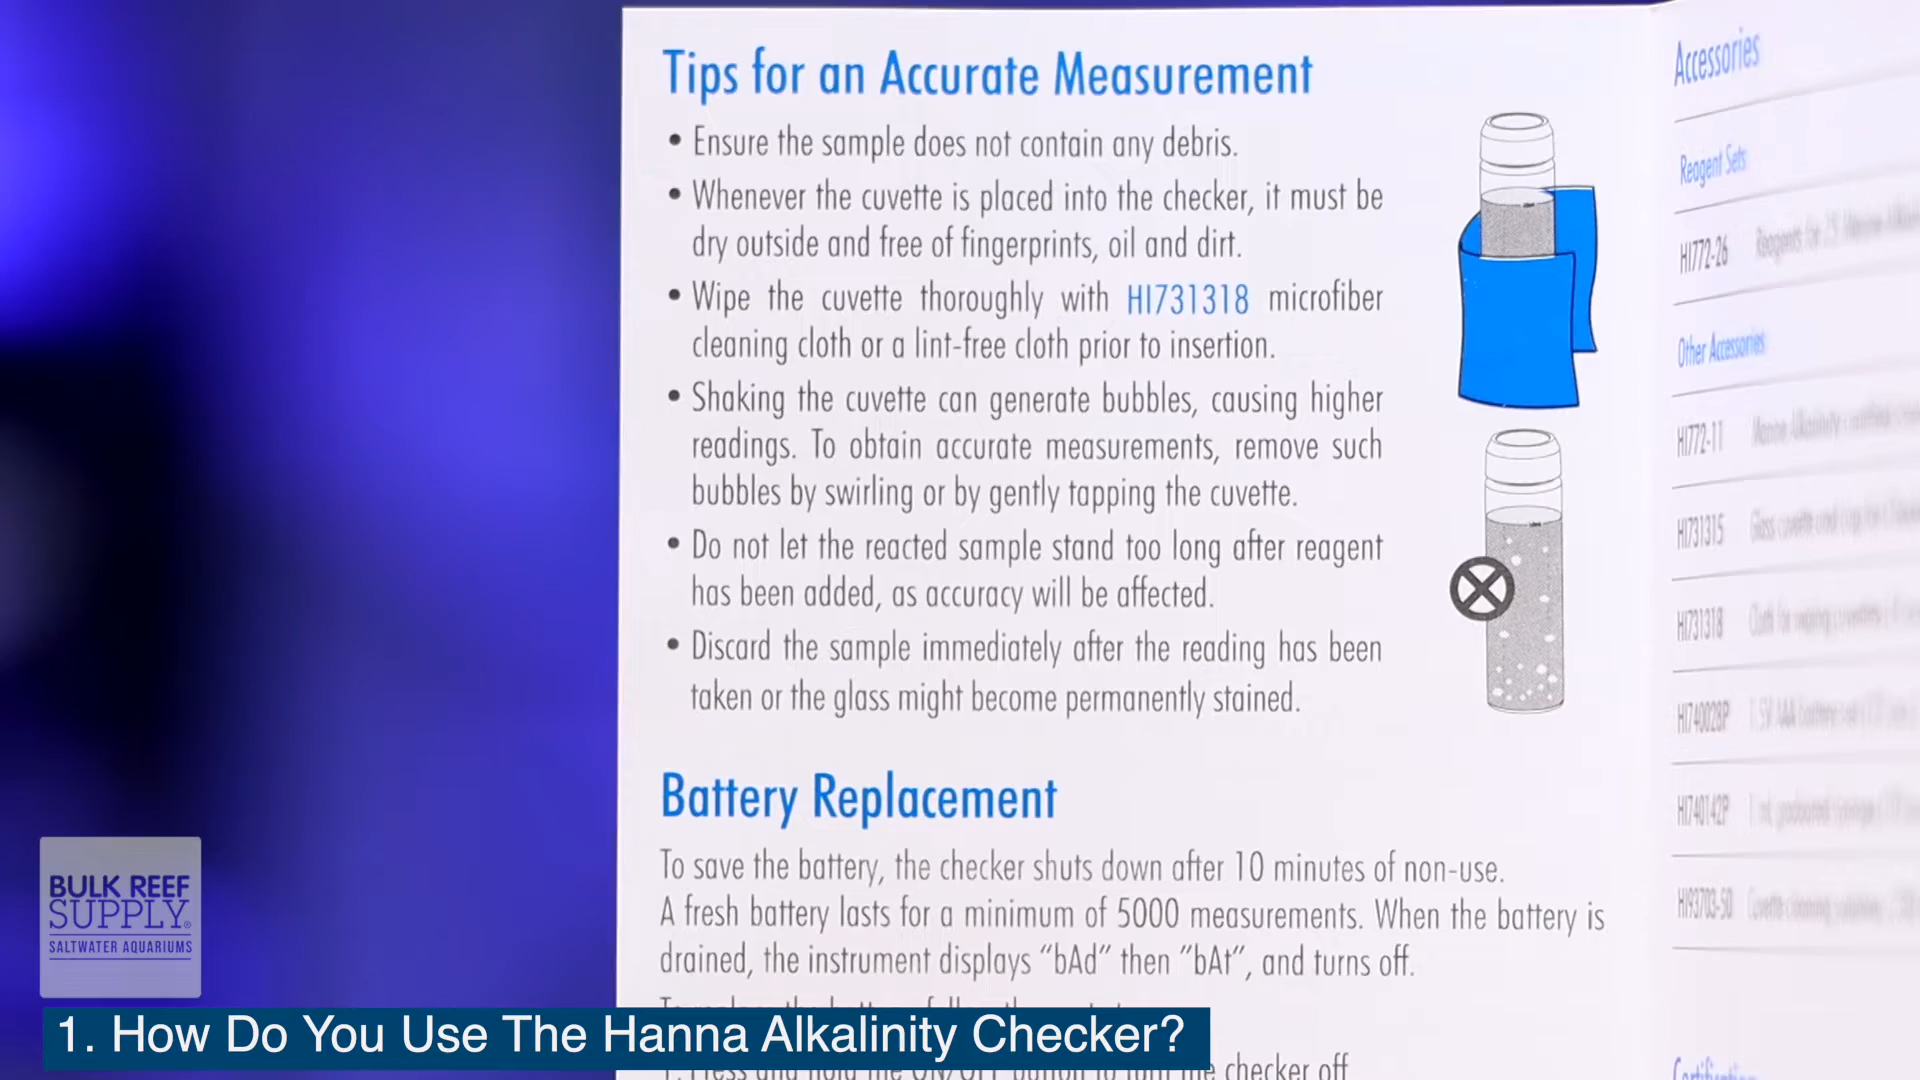 Tips for an Accurate Measurement
• Ensure the sample does not contain any debris.
• Whenever the cuvette is placed into the checker, it must be
dry outside and free of fingerprints, oil and dirt.
• Wipe the cuvette thoroughly with HI731318 microfiber
cleaning cloth or a lint-free cloth prior to insertion.
• Shaking the cuvette can generate bubbles, causing higher
readings. To obtain accurate measurements, remove such
bubbles by swirling or by gently tapping the cuvette.
• Do not let the reacted sample stand too long after reagent
has been added, as accuracy will be affected.
• Discard the sample immediately after the reading has been
taken or the glass might become permanently stained.
Battery Replacement
To save the battery, the checker shuts down after 10 minutes of non-use.
A fresh battery lasts for a minimum of 5000 measurements. When the battery is
drained, the instrument displays “bAd” then “bAt”, and turns off.
checker off
Accessories
Reagent Sets
HI772-26
Other Accessories
HI772-11
HI731315
HI731318
HI740028P
HI740142P
HI93703-50
BULK REEF
SUPPLY®
SALTWATER AQUARIUMS
1. How Do You Use The Hanna Alkalinity Checker?